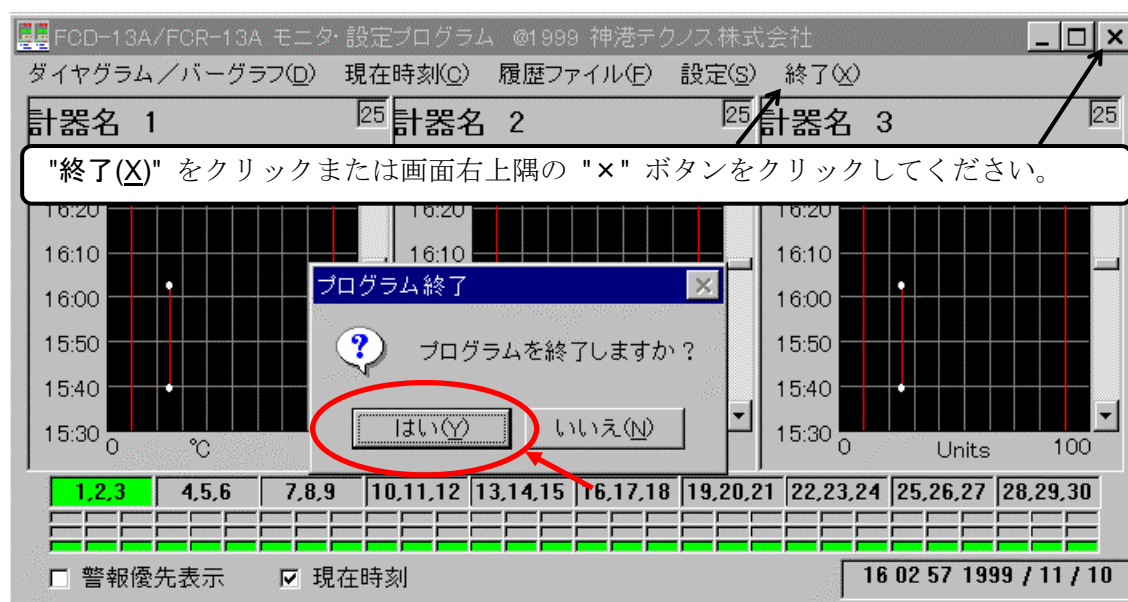 FCD-13A/FCR-13A モニタ・設定プログラム @1999 神港テクノス株式会社
ダイヤグラム/バーグラフ(D) 現在時刻(C) 履歴ファイル(F) 設定(S) 終了(X)
計器名 1 25 計器名 2 25 計器名 3 25
"終了(X)" をクリックまたは画面右上隅の "×" ボタンをクリックしてください。
16:20 16:20 16:20
16:10 16:10 16:10
プログラム終了
16:00 16:00
プログラムを終了しますか?
15:50 15:50
15:40 15:40
はい(Y) いいえ(N)
15:30 15:30
0 ℃ 0 Units 100
1,2,3 4,5,6 7,8,9 10,11,12 13,14,15 16,17,18 19,20,21 22,23,24 25,26,27 28,29,30
警報優先表示 現在時刻 16 02 57 1999 / 11 / 10